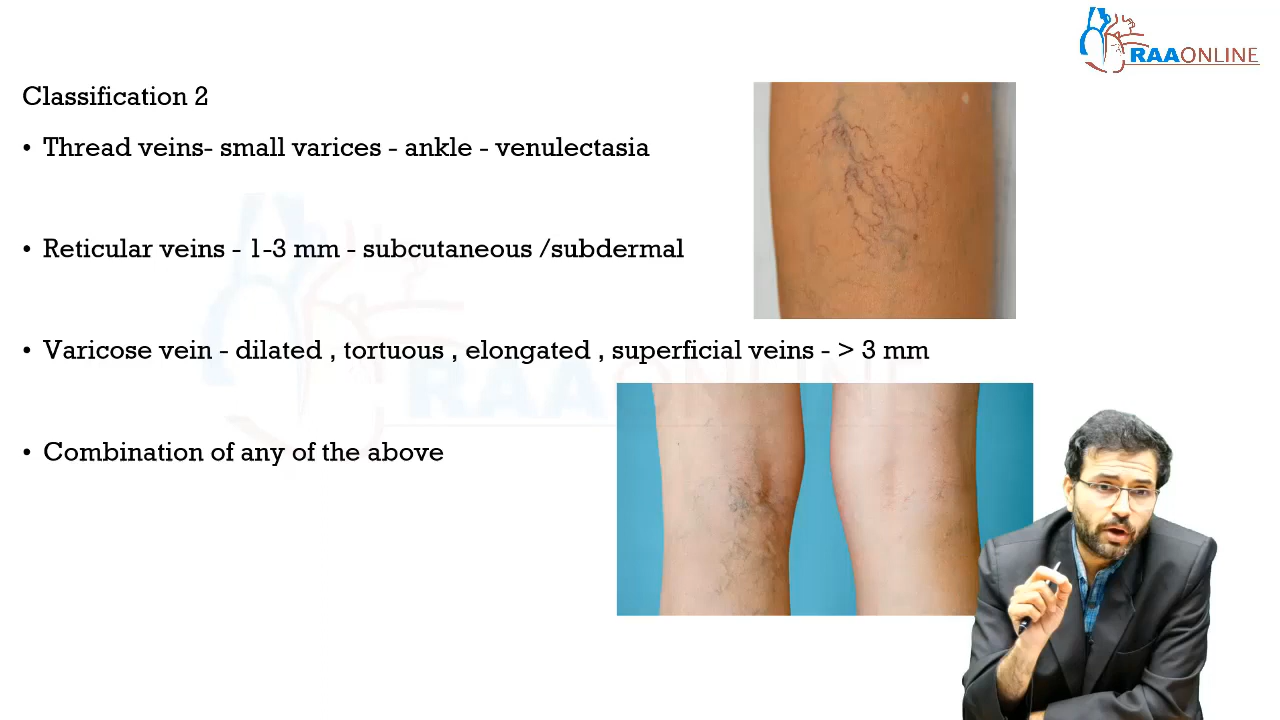 RAAONLINE
Classification 2
• Thread veins- small varices - ankle - venulectasia
• Reticular veins - 1-3 mm - subcutaneous /subdermal
• Varicose vein - dilated , tortuous , elongated , superficial veins - > 3 mm
RAAONLINE
• Combination of any of the above